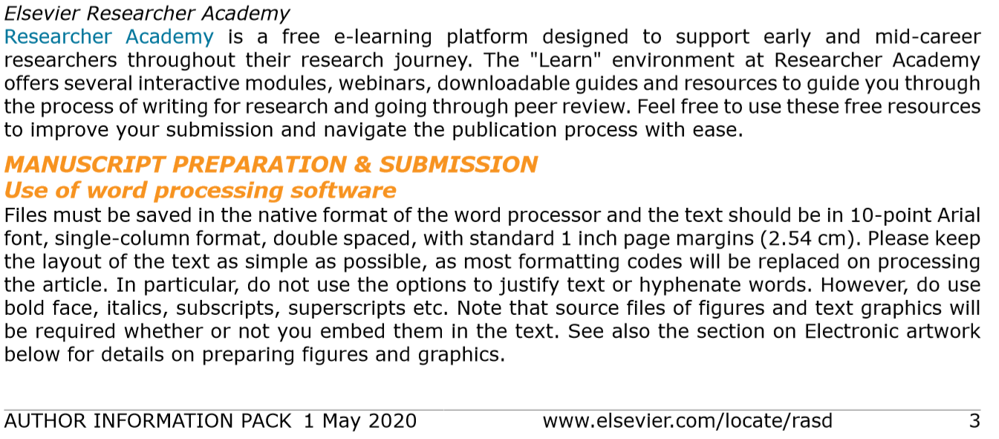 Elsevier Researcher Academy
Researcher Academy is a free e-learning platform designed to support early and mid-career
researchers throughout their research journey. The "Learn" environment at Researcher Academy
offers several interactive modules, webinars, downloadable guides and resources to guide you through
the process of writing for research and going through peer review. Feel free to use these free resources
to improve your submission and navigate the publication process with ease.
MANUSCRIPT PREPARATION & SUBMISSION
Use of word processing software
Files must be saved in the native format of the word processor and the text should be in 10-point Arial
font, single-column format, double spaced, with standard 1 inch page margins (2.54 cm). Please keep
the layout of the text as simple as possible, as most formatting codes will be replaced on processing
the article. In particular, do not use the options to justify text or hyphenate words. However, do use
bold face, italics, subscripts, superscripts etc. Note that source files of figures and text graphics will
be required whether or not you embed them in the text. See also the section on Electronic artwork
below for details on preparing figures and graphics.
AUTHOR INFORMATION PACK 1 May 2020 www.elsevier.com/locate/rasd 3